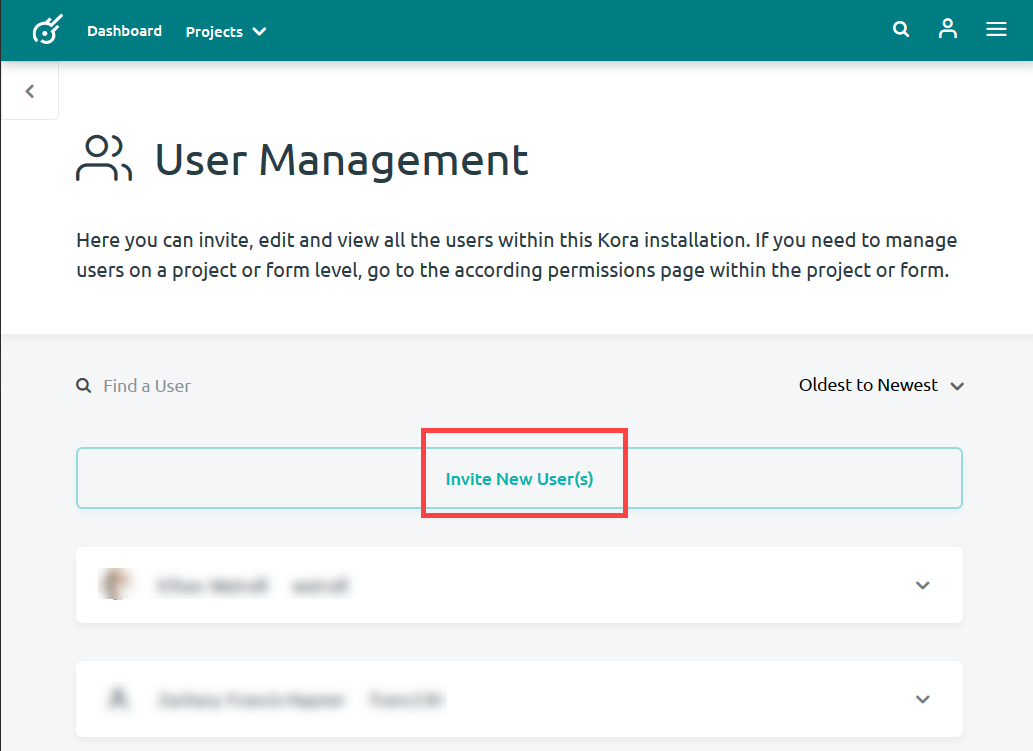 Dashboard Projects
User Management
Here you can invite, edit and view all the users within this Kora installation. If you need to manage
users on a project or form level, go to the according permissions page within the project or form.
Find a User Oldest to Newest
Invite New User(s)